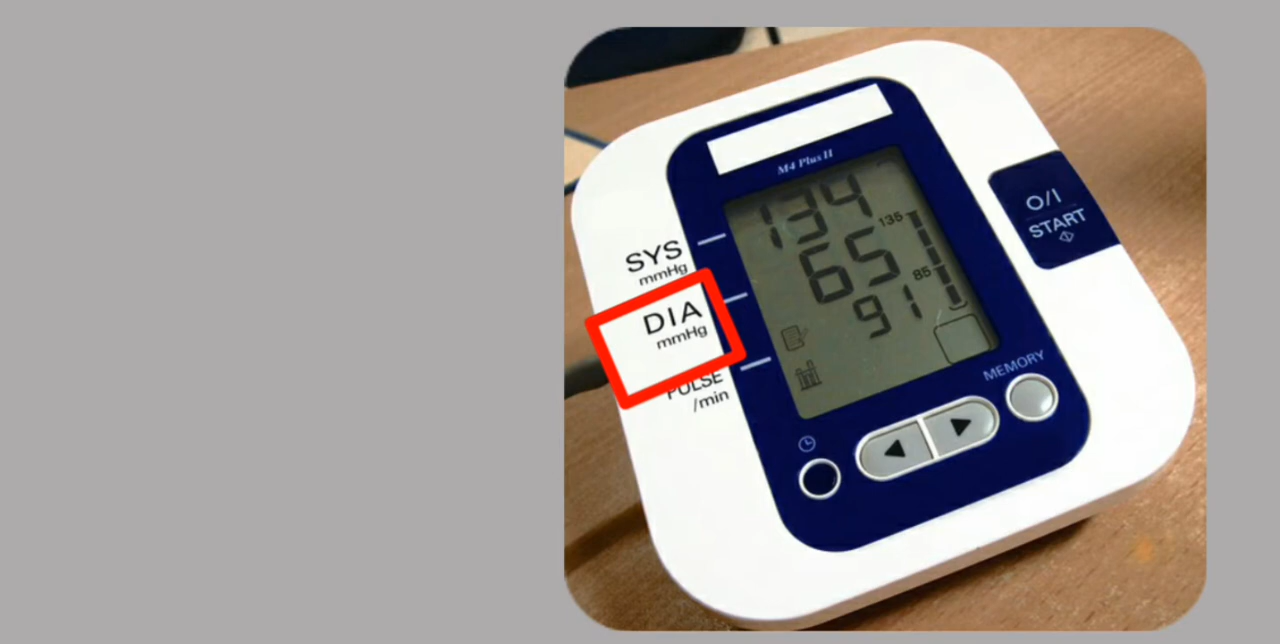 M4 Plus II
134
SYS
mmHg
135
65
DIA
mmHg
85
91
PULSE
/min
O/I
START
MEMORY